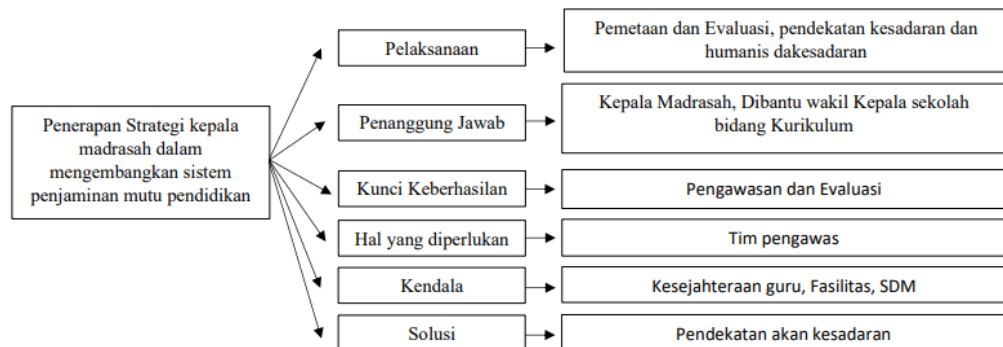 Penerapan Strategi kepala
madrasah dalam
mengembangkan sistem
penjaminan mutu pendidikan
Pelaksanaan
Pemetaan dan Evaluasi, pendekatan kesadaran dan
humanis dakesadaran
Penanggung Jawab
Kepala Madrasah, Dibantu wakil Kepala sekolah
bidang Kurikulum
Kunci Keberhasilan
Pengawasan dan Evaluasi
Hal yang diperlukan
Tim pengawas
Kendala
Kesejahteraan guru, Fasilitas, SDM
Solusi
Pendekatan akan kesadaran